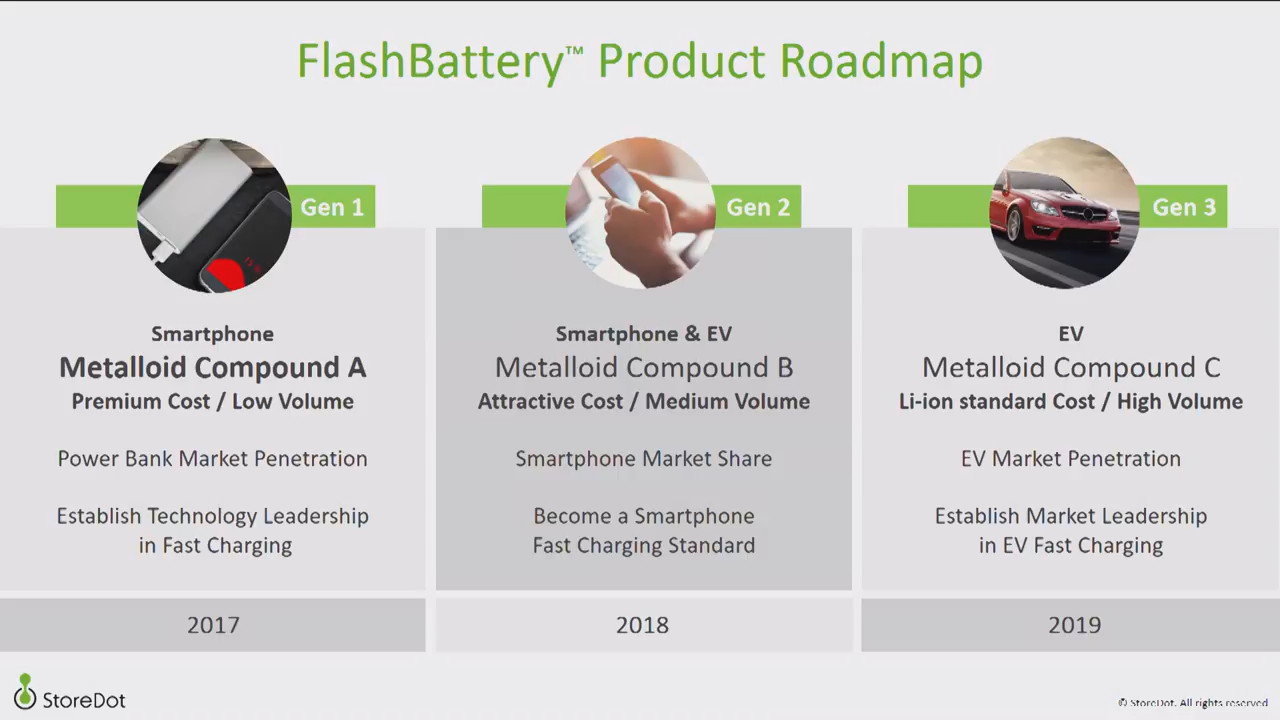 FlashBattery™ Product Roadmap
Gen 1
Smartphone
Metalloid Compound A
Premium Cost / Low Volume
Power Bank Market Penetration
Establish Technology Leadership
in Fast Charging
2017
Gen 2
Smartphone & EV
Metalloid Compound B
Attractive Cost / Medium Volume
Smartphone Market Share
Become a Smartphone
Fast Charging Standard
2018
Gen 3
EV
Metalloid Compound C
Li-ion standard Cost / High Volume
EV Market Penetration
Establish Market Leadership
in EV Fast Charging
2019
StoreDot
© StoreDot. All rights reserved